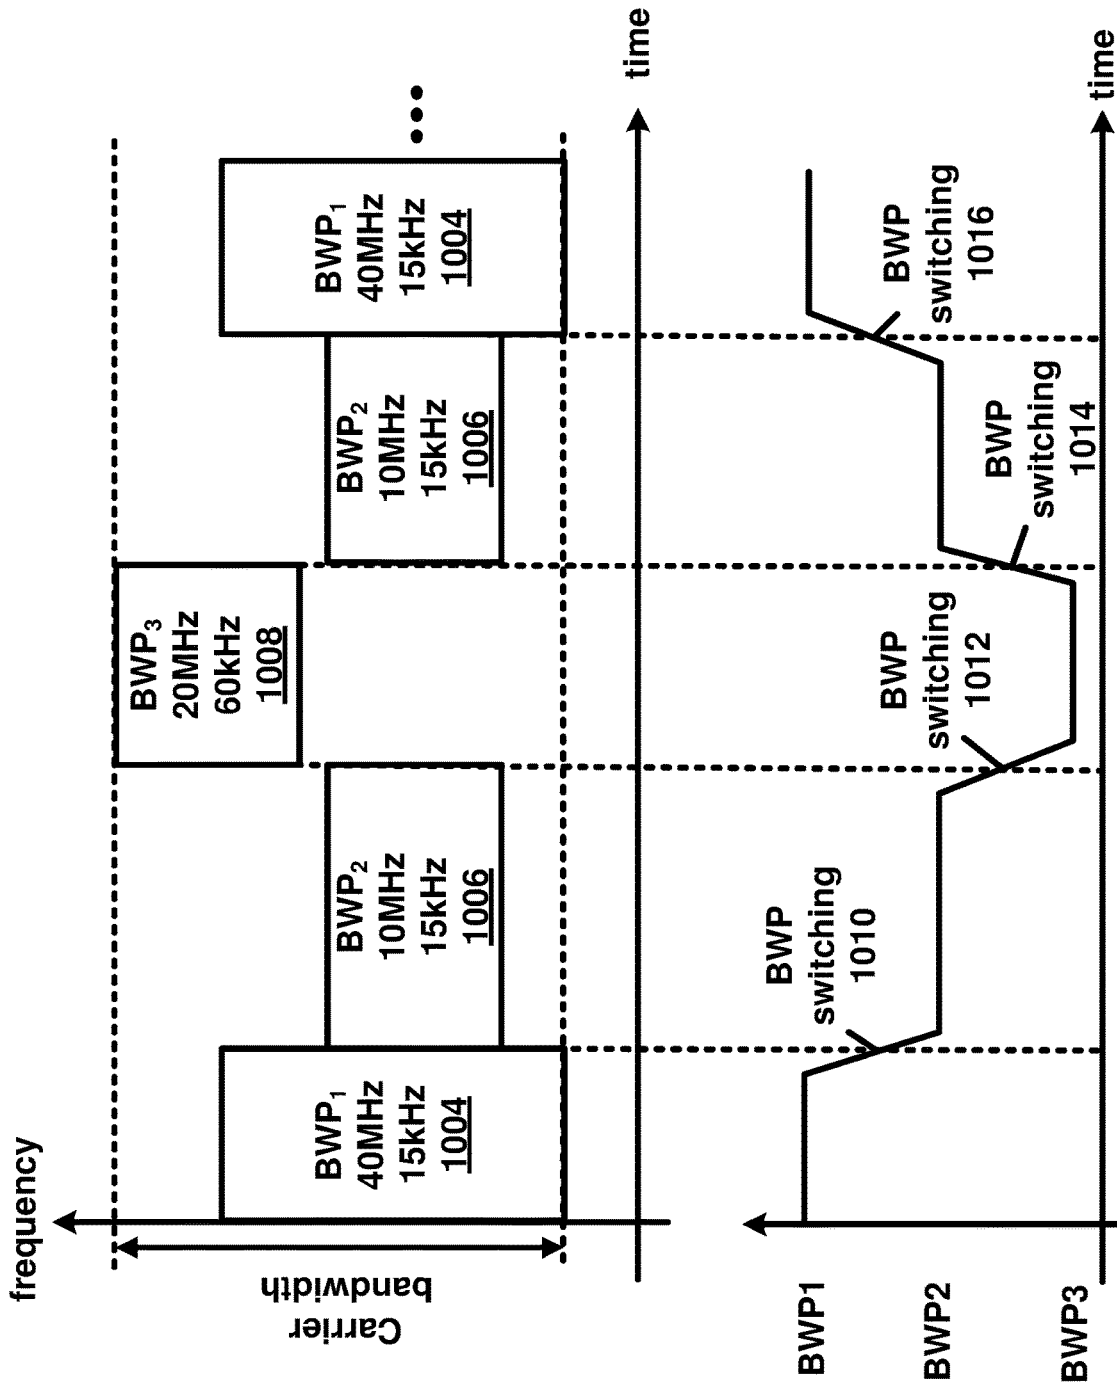 frequency
Carrier
bandwidth
BWP₁
40MHz
15kHz
1004
BWP₂
10MHz
15kHz
1006
BWP₃
20MHz
60kHz
1008
BWP₂
10MHz
15kHz
1006
BWP₁
40MHz
15kHz
1004
time
BWP1
BWP2
BWP3
BWP
switching
1010
BWP
switching
1012
BWP
switching
1014
BWP
switching
1016
time